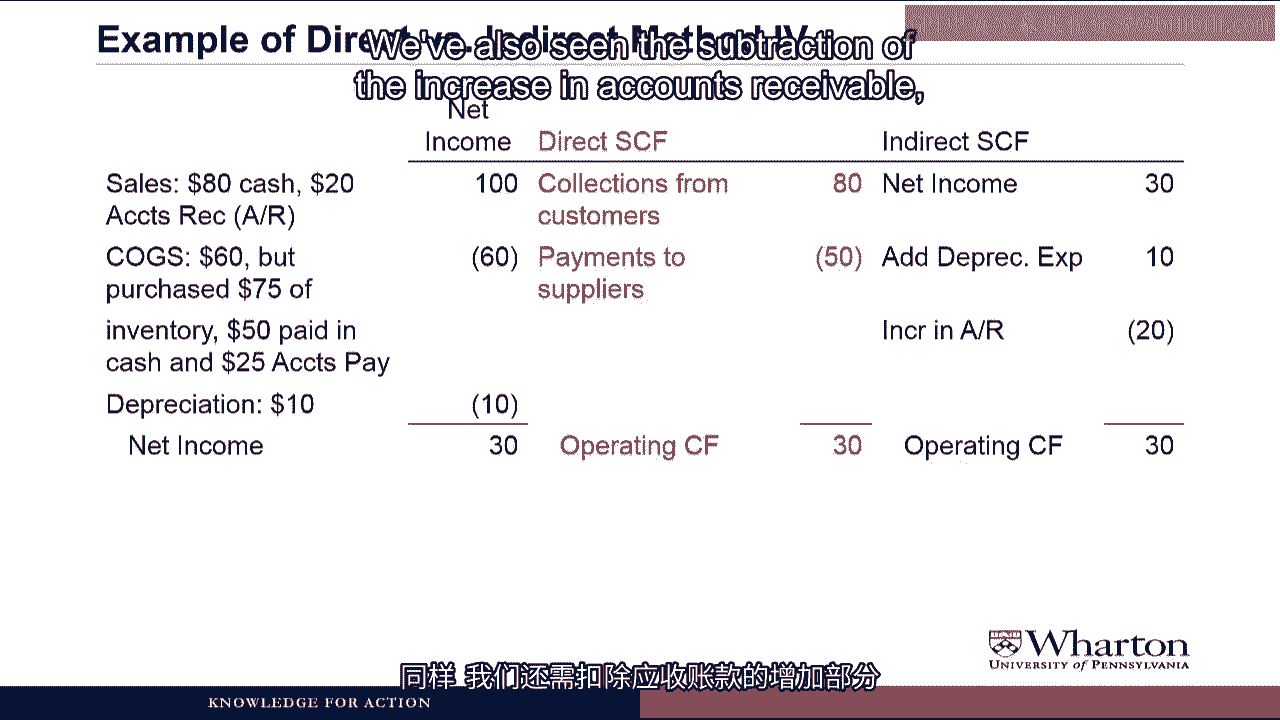 Example of Direct vs. Indirect Method IV
We've also seen the subtraction of
the increase in accounts receivable,
Net
Income Direct SCF Indirect SCF
Sales: $80 cash, $20 100 Collections from 80 Net Income 30
Accts Rec (A/R) customers
COGS: $60, but (60) Payments to (50) Add Deprec. Exp 10
purchased $75 of suppliers
inventory, $50 paid in Incr in A/R (20)
cash and $25 Accts Pay
Depreciation: $10 (10)
Net Income 30 Operating CF 30 Operating CF 30
Wharton
UNIVERSITY of PENNSYLVANIA
同样 我们还需扣除应收账款的增加部分
KNOWLEDGE FOR ACTION